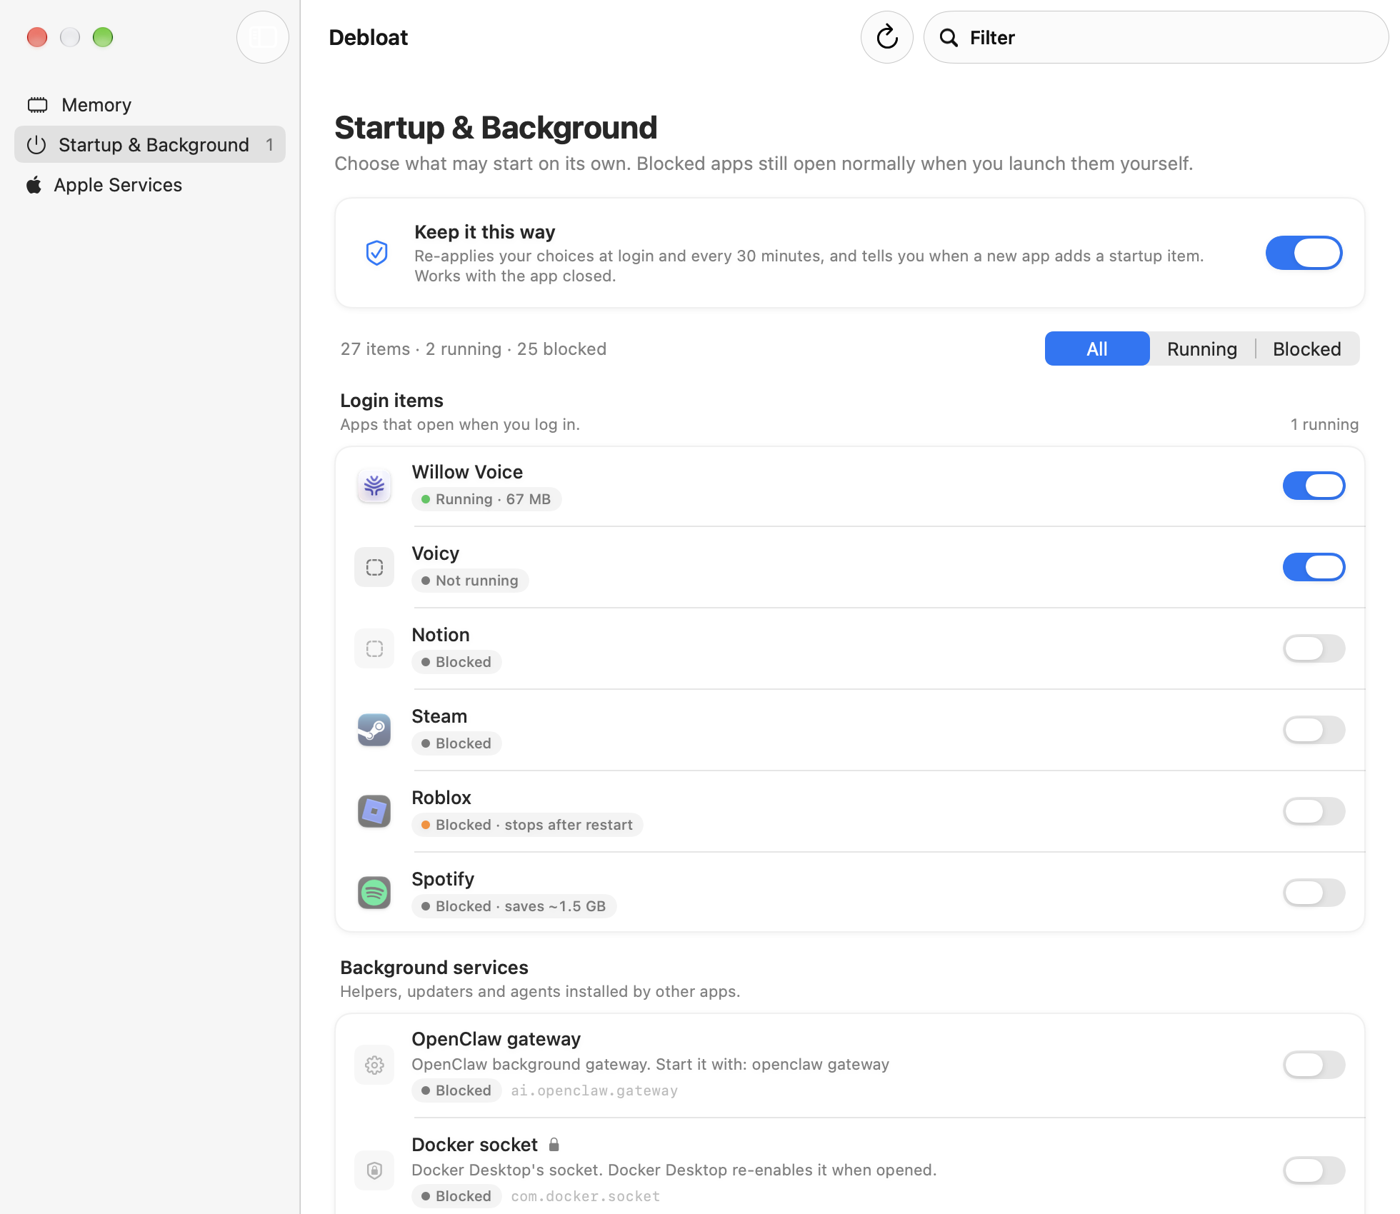 Debloat
Filter
Memory
Startup & Background 1
Apple Services
Startup & Background
Choose what may start on its own. Blocked apps still open normally when you launch them yourself.
Keep it this way
Re-applies your choices at login and every 30 minutes, and tells you when a new app adds a startup item.
Works with the app closed.
27 items · 2 running · 25 blocked
All Running Blocked
Login items
Apps that open when you log in.
1 running
Willow Voice
Running · 67 MB
Voicy
Not running
Notion
Blocked
Steam
Blocked
Roblox
Blocked · stops after restart
Spotify
Blocked · saves ~1.5 GB
Background services
Helpers, updaters and agents installed by other apps.
OpenClaw gateway
OpenClaw background gateway. Start it with: openclaw gateway
Blocked ai.openclaw.gateway
Docker socket
Docker Desktop's socket. Docker Desktop re-enables it when opened.
Blocked com.docker.socket